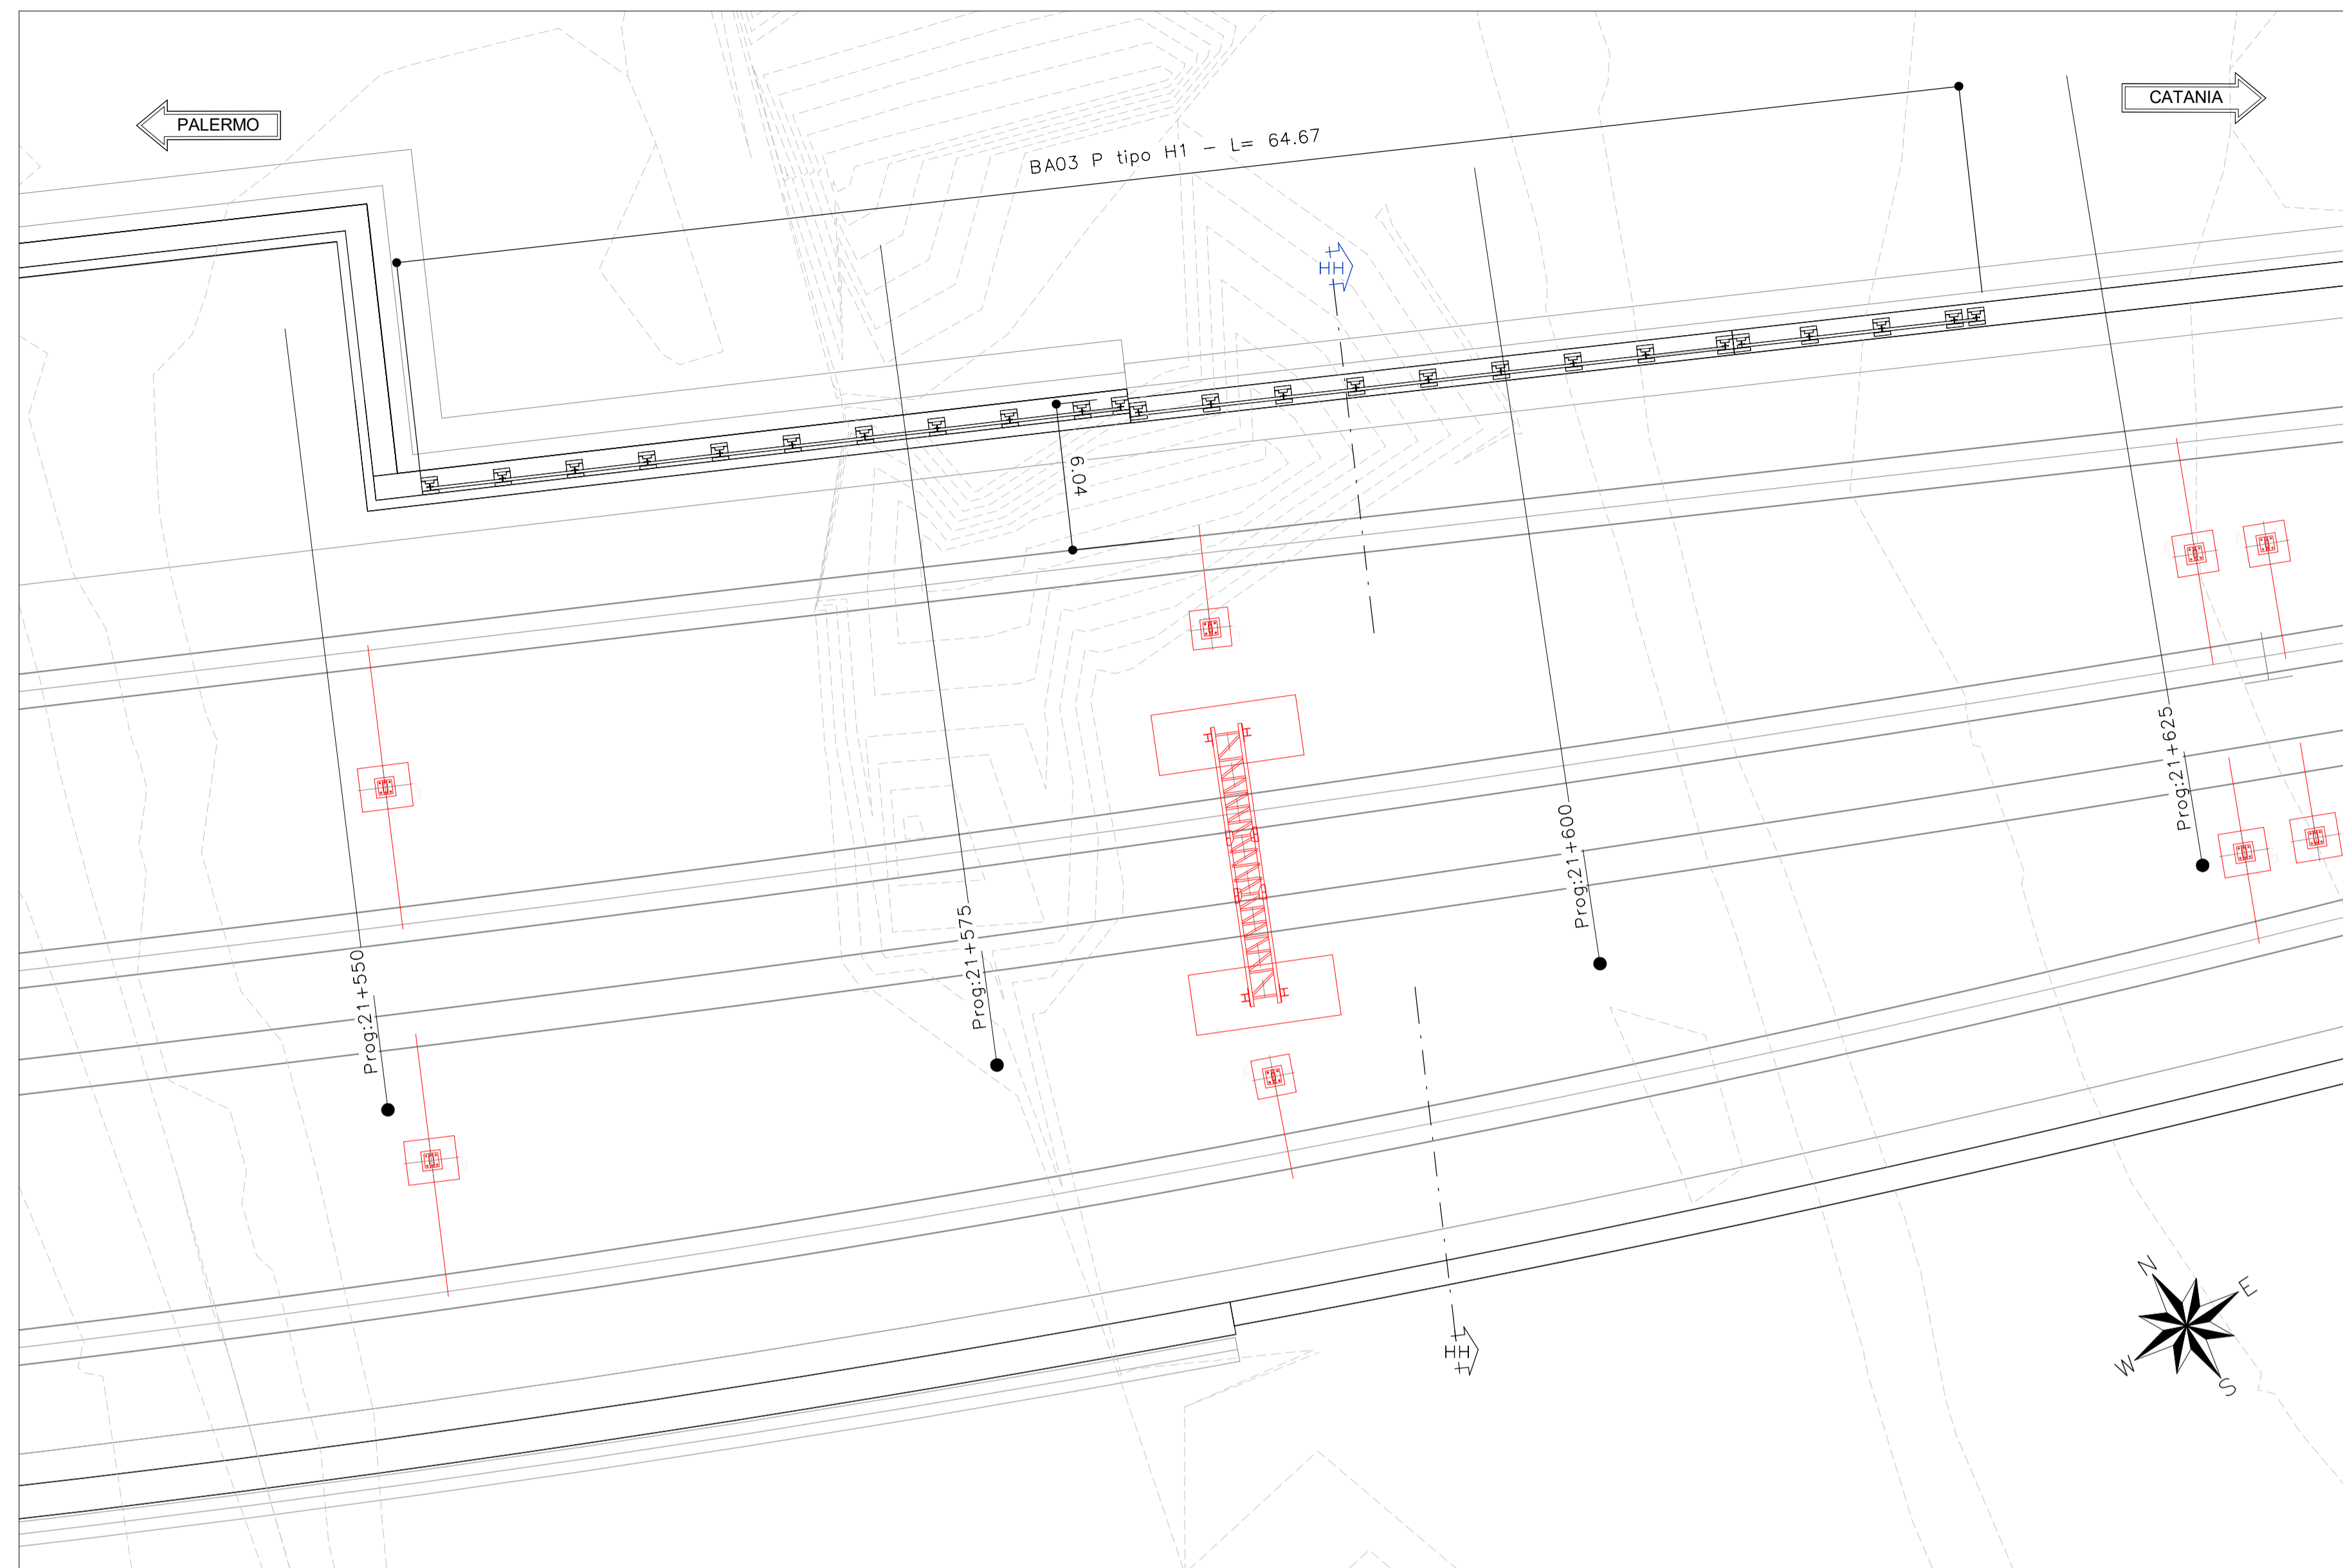 PALERMO
CATANIA
BA03 P tipo H1 - L= 64.67
HH
6.04
Prog:21+550
Prog:21+575
Prog:21+600
Prog:21+625
HH
N
E
W
S